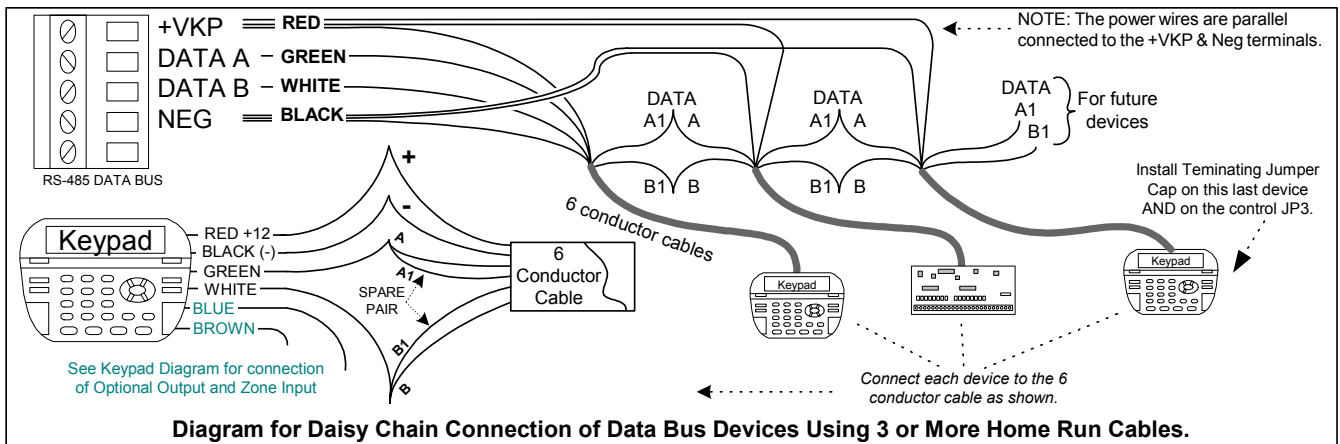 +VKP
RED
DATA A
GREEN
DATA B
WHITE
NEG
BLACK
RS-485 DATA BUS
NOTE: The power wires are parallel
connected to the +VKP & Neg terminals.
DATA
A1 A
B1 B
DATA
A1 A
B1 B
DATA
A1
B1
For future
devices
Install Teminating Jumper
Cap on this last device
AND on the control JP3.
6 conductor cables
Keypad
Keypad
Connect each device to the 6
conductor cable as shown.
Keypad
RED +12
BLACK (-)
GREEN
WHITE
BLUE
BROWN
+
-
A
A1
SPARE
PAIR
B1
B
6
Conductor
Cable
See Keypad Diagram for connection
of Optional Output and Zone Input
Diagram for Daisy Chain Connection of Data Bus Devices Using 3 or More Home Run Cables.